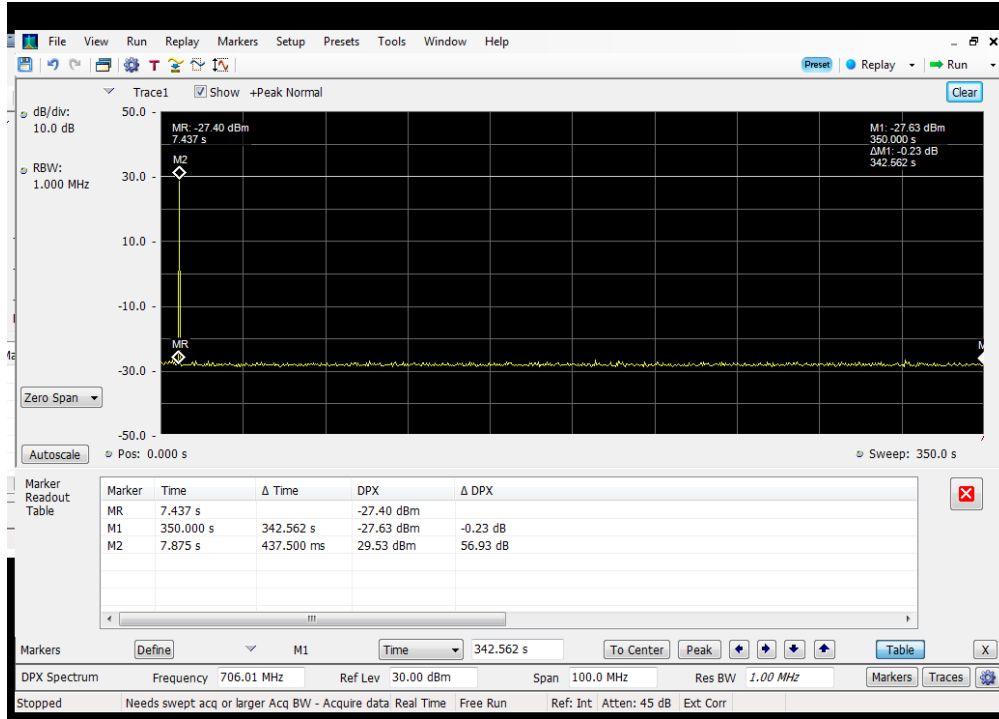 File View Run Replay Markers Setup Presets Tools Window Help
T Preset Replay Run
Trace1 Show +Peak Normal Clear
dB/div:
10.0 dB
RBW:
1.000 MHz
50.0
30.0
10.0
-10.0
-30.0
-50.0
MR: -27.40 dBm
7.437 s
M2
MR
M1: -27.63 dBm
350.000 s
ΔM1: -0.23 dB
342.562 s
M
Zero Span
Autoscale Pos: 0.000 s Sweep: 350.0 s
Marker
Readout
Table
Marker Time Δ Time DPX Δ DPX
MR 7.437 s -27.40 dBm
M1 350.000 s 342.562 s -27.63 dBm -0.23 dB
M2 7.875 s 437.500 ms 29.53 dBm 56.93 dB
Markers Define M1 Time 342.562 s To Center Peak Table X
DPX Spectrum Frequency 706.01 MHz Ref Lev 30.00 dBm Span 100.0 MHz Res BW 1.00 MHz Markers Traces
Stopped Needs swept acq or larger Acq BW - Acquire data Real Time Free Run Ref: Int Atten: 45 dB Ext Corr